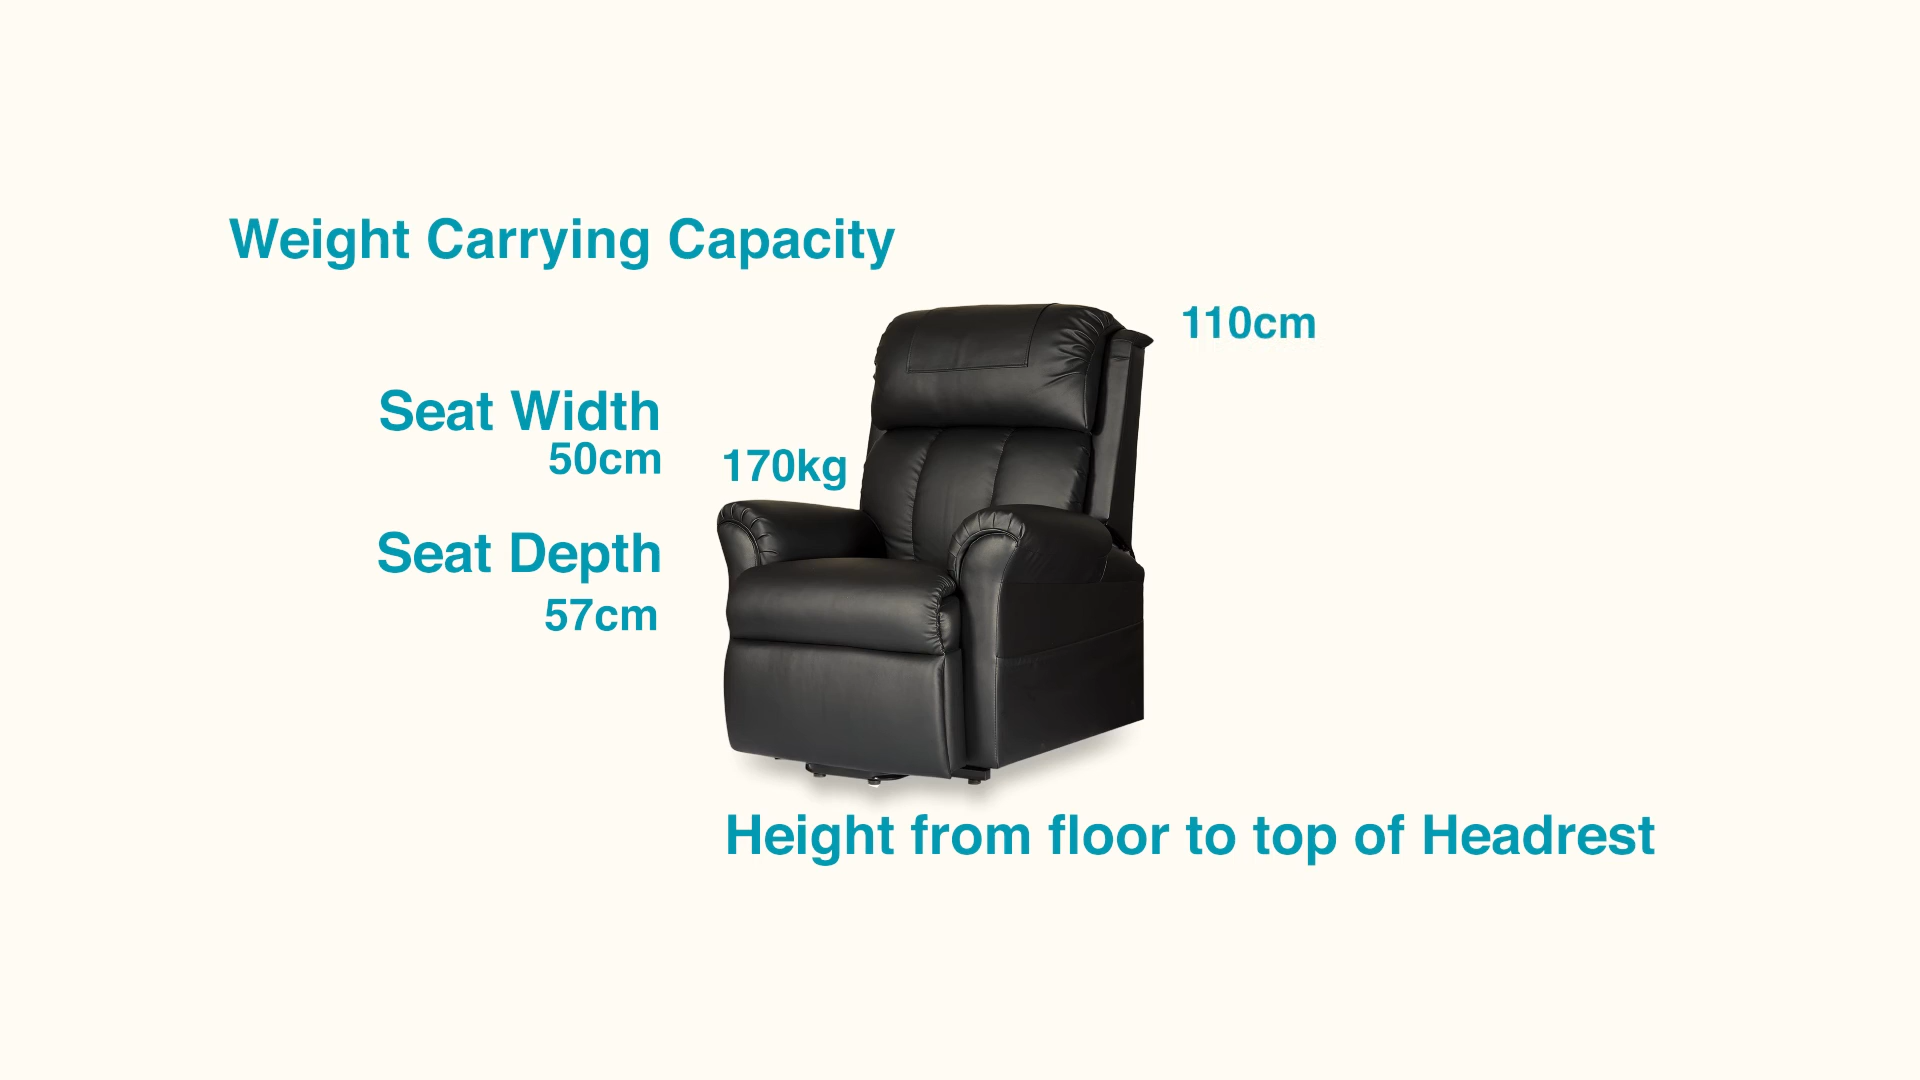 Weight Carrying Capacity
110cm
Seat Width
50cm
170kg
Seat Depth
57cm
Height from floor to top of Headrest